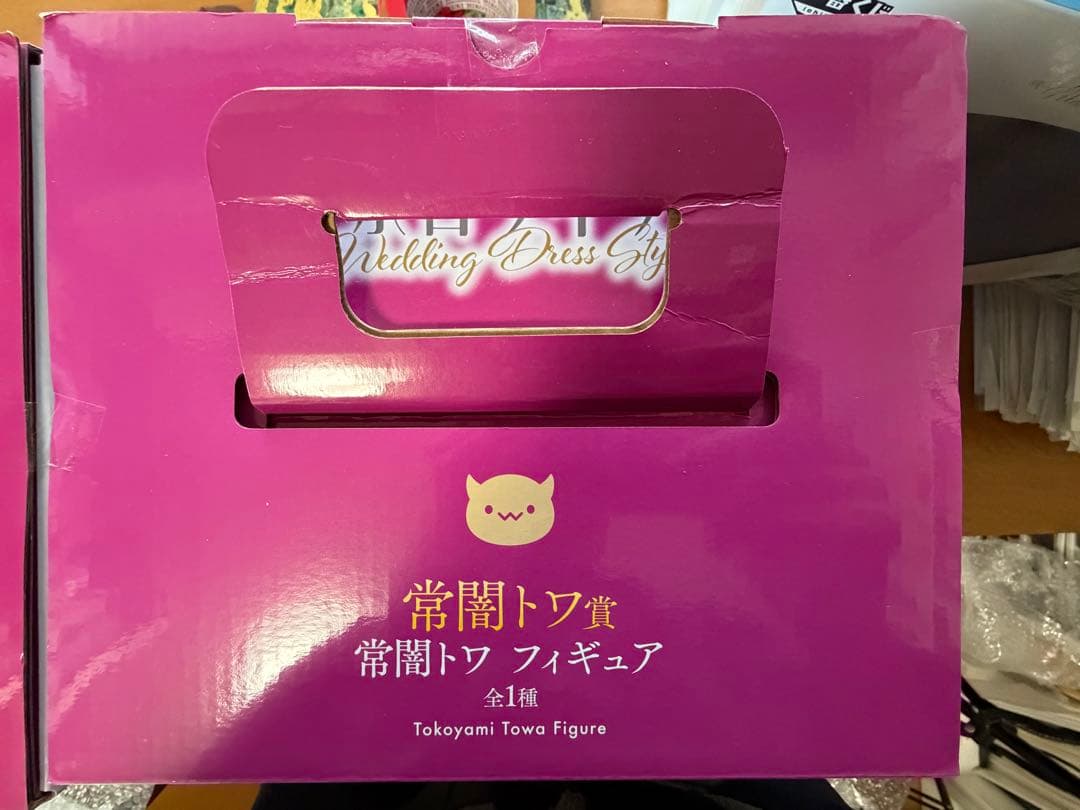 Wedding Dress Sty
常闇トワ賞
常闇トワ フィギュア
全1種
Tokoyami Towa Figure